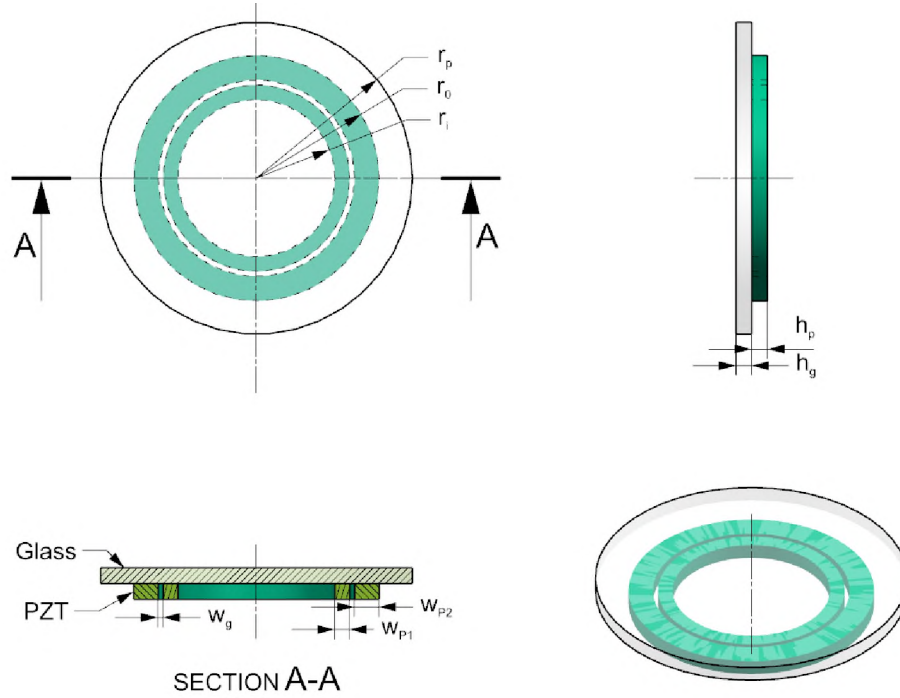 r_p
r_0
r_i
A
A
h_p
h_g
Glass
PZT
w_g
w_P2
w_P1
SECTION A-A